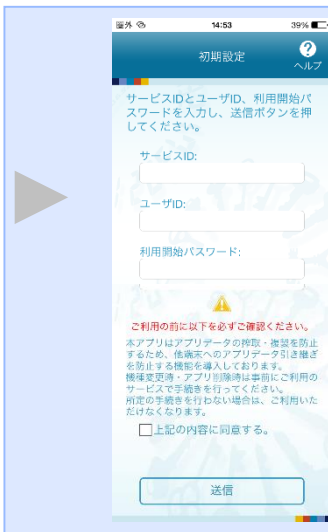 圏外 14:53 39%
初期設定
ヘルプ
サービスIDとユーザID、利用開始パ
スワードを入力し、送信ボタンを押
してください。
サービスID:
ユーザID:
利用開始パスワード:
ご利用の前に以下を必ずご確認ください。
本アプリはアプリデータの搾取・複製を防止
するため、他端末へのアプリデータ引き継ぎ
を防止する機能を導入しております。
機種変更時・アプリ削除時は事前にご利用の
サービスで手続きを行ってください。
所定の手続きを行わない場合は、ご利用いた
だけなくなります。
上記の内容に同意する。
送信